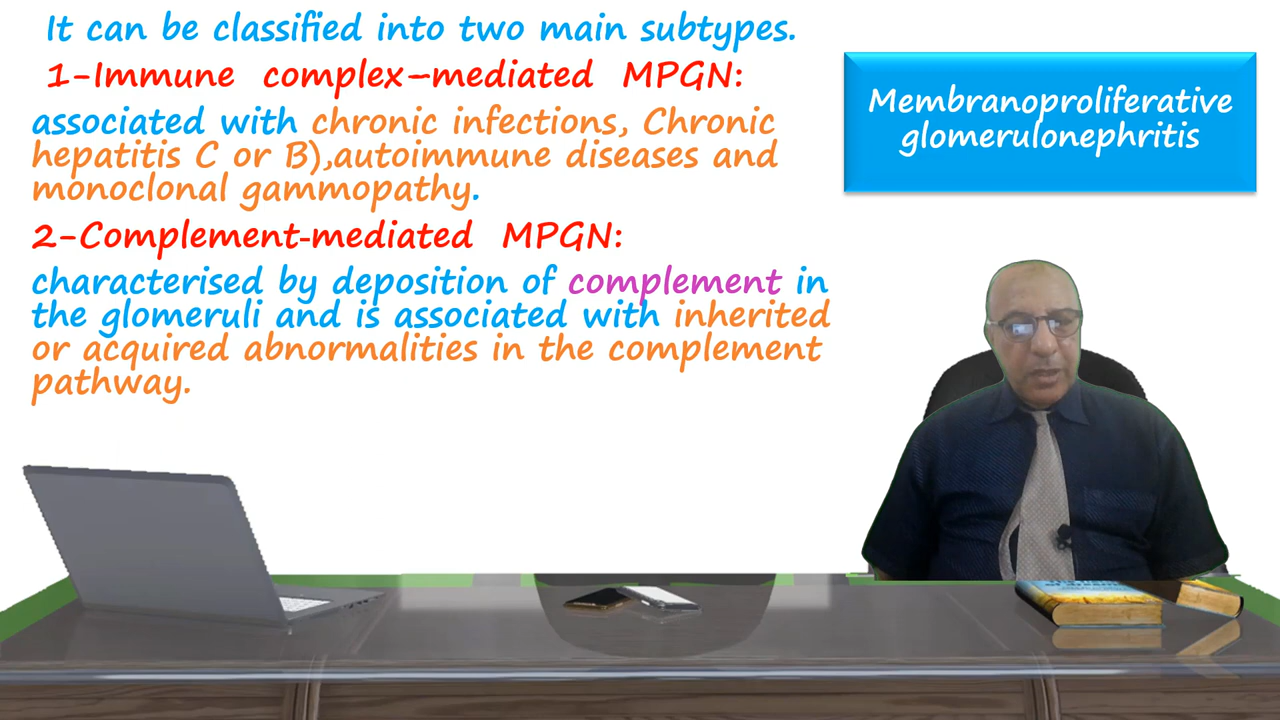 It can be classified into two main subtypes.
1-Immune complex–mediated MPGN:
associated with chronic infections, Chronic
hepatitis C or B),autoimmune diseases and
monoclonal gammopathy.
2-Complement-mediated MPGN:
characterised by deposition of complement in
the glomeruli and is associated with inherited
or acquired abnormalities in the complement
pathway.
Membranoproliferative
glomerulonephritis